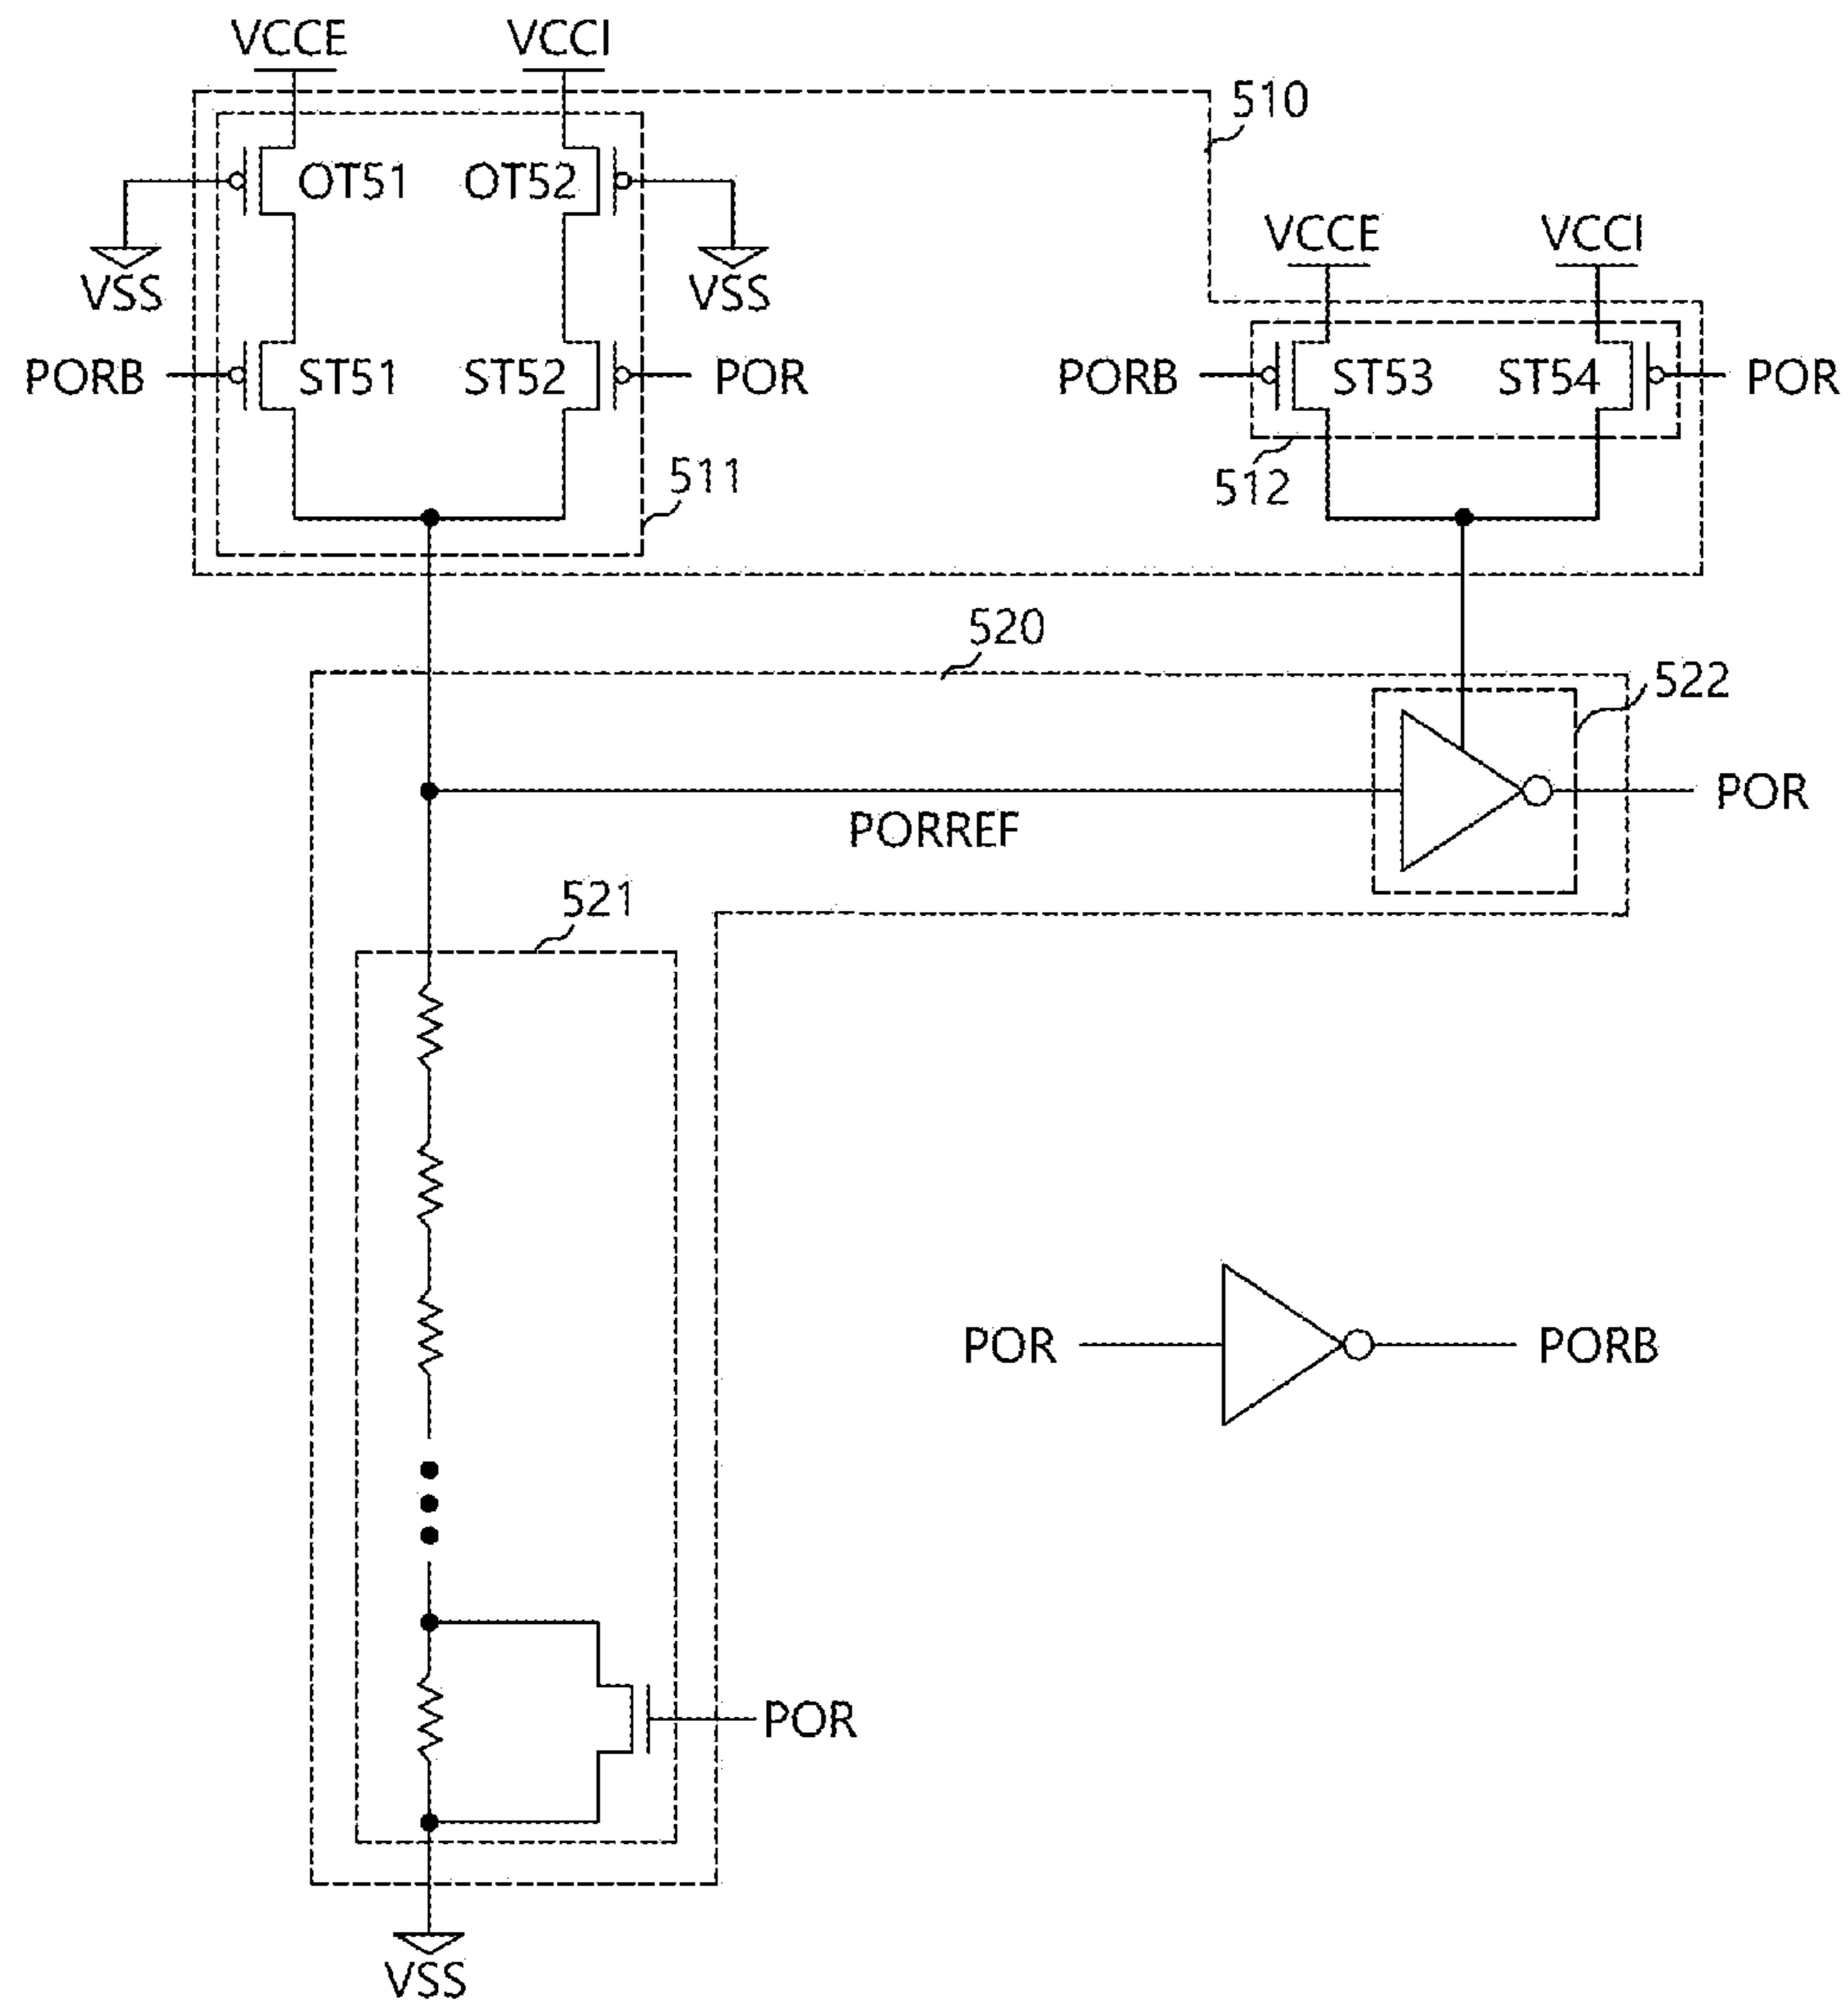 VCCE VCCI
510
OT51 OT52
VCCE VCCI
VSS VSS
PORB ST51 ST52 POR PORB ST53 ST54 POR
511 512
520
522
POR
PORREF
521
POR PORB
POR
VSS